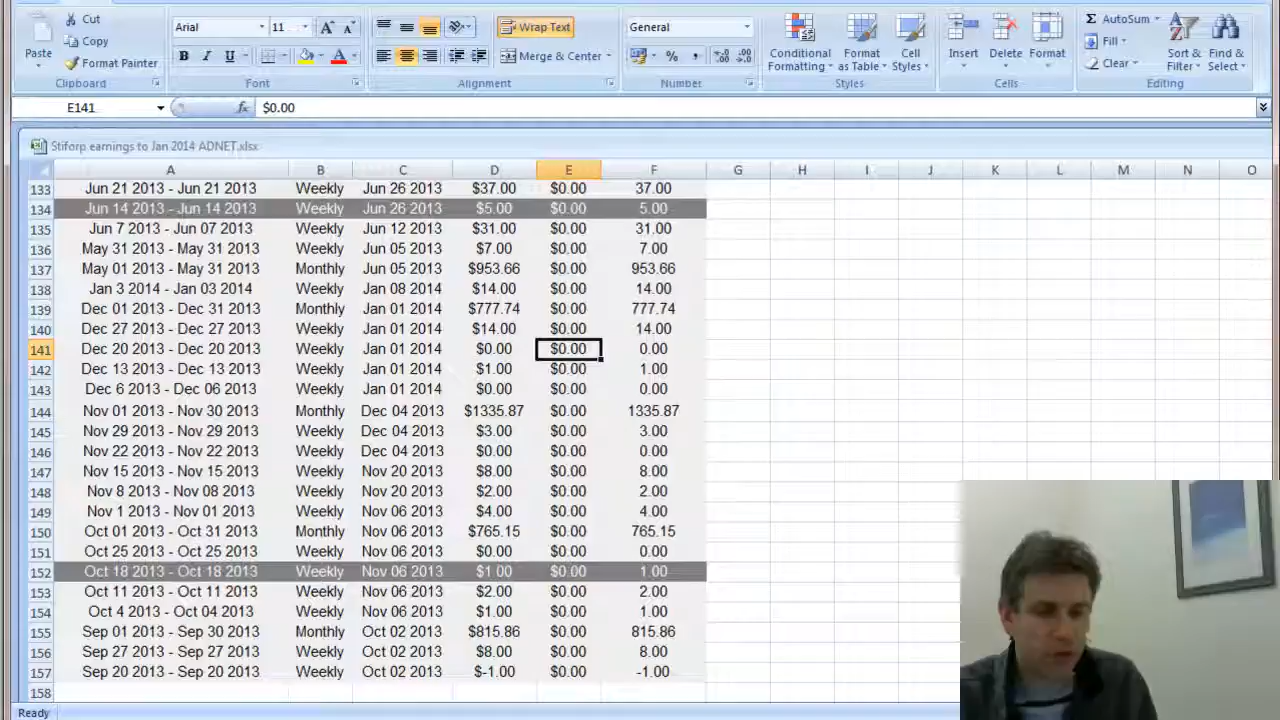 Cut
Copy
Paste
Format Painter
Clipboard
Arial 11
B I U
Font
Wrap Text
Merge & Center
Alignment
General
Number
Conditional Formatting
Format as Table
Cell Styles
Styles
Insert Delete Format
Cells
Σ AutoSum
Fill
Clear
Sort & Filter
Find & Select
Editing
E141 fx $0.00
Stiforp earnings to Jan 2014 ADNET.xlsx
A B C D E F G H I J K L M N O
133 Jun 21 2013 - Jun 21 2013 Weekly Jun 26 2013 $37.00 $0.00 37.00
134 Jun 14 2013 - Jun 14 2013 Weekly Jun 26 2013 $5.00 $0.00 5.00
135 Jun 7 2013 - Jun 07 2013 Weekly Jun 12 2013 $31.00 $0.00 31.00
136 May 31 2013 - May 31 2013 Weekly Jun 05 2013 $7.00 $0.00 7.00
137 May 01 2013 - May 31 2013 Monthly Jun 05 2013 $953.66 $0.00 953.66
138 Jan 3 2014 - Jan 03 2014 Weekly Jan 08 2014 $14.00 $0.00 14.00
139 Dec 01 2013 - Dec 31 2013 Monthly Jan 01 2014 $777.74 $0.00 777.74
140 Dec 27 2013 - Dec 27 2013 Weekly Jan 01 2014 $14.00 $0.00 14.00
141 Dec 20 2013 - Dec 20 2013 Weekly Jan 01 2014 $0.00 $0.00 0.00
142 Dec 13 2013 - Dec 13 2013 Weekly Jan 01 2014 $1.00 $0.00 1.00
143 Dec 6 2013 - Dec 06 2013 Weekly Jan 01 2014 $0.00 $0.00 0.00
144 Nov 01 2013 - Nov 30 2013 Monthly Dec 04 2013 $1335.87 $0.00 1335.87
145 Nov 29 2013 - Nov 29 2013 Weekly Dec 04 2013 $3.00 $0.00 3.00
146 Nov 22 2013 - Nov 22 2013 Weekly Dec 04 2013 $0.00 $0.00 0.00
147 Nov 15 2013 - Nov 15 2013 Weekly Nov 20 2013 $8.00 $0.00 8.00
148 Nov 8 2013 - Nov 08 2013 Weekly Nov 20 2013 $2.00 $0.00 2.00
149 Nov 1 2013 - Nov 01 2013 Weekly Nov 06 2013 $4.00 $0.00 4.00
150 Oct 01 2013 - Oct 31 2013 Monthly Nov 06 2013 $765.15 $0.00 765.15
151 Oct 25 2013 - Oct 25 2013 Weekly Nov 06 2013 $0.00 $0.00 0.00
152 Oct 18 2013 - Oct 18 2013 Weekly Nov 06 2013 $1.00 $0.00 1.00
153 Oct 11 2013 - Oct 11 2013 Weekly Nov 06 2013 $2.00 $0.00 2.00
154 Oct 4 2013 - Oct 04 2013 Weekly Nov 06 2013 $1.00 $0.00 1.00
155 Sep 01 2013 - Sep 30 2013 Monthly Oct 02 2013 $815.86 $0.00 815.86
156 Sep 27 2013 - Sep 27 2013 Weekly Oct 02 2013 $8.00 $0.00 8.00
157 Sep 20 2013 - Sep 20 2013 Weekly Oct 02 2013 $-1.00 $0.00 -1.00
158
Ready